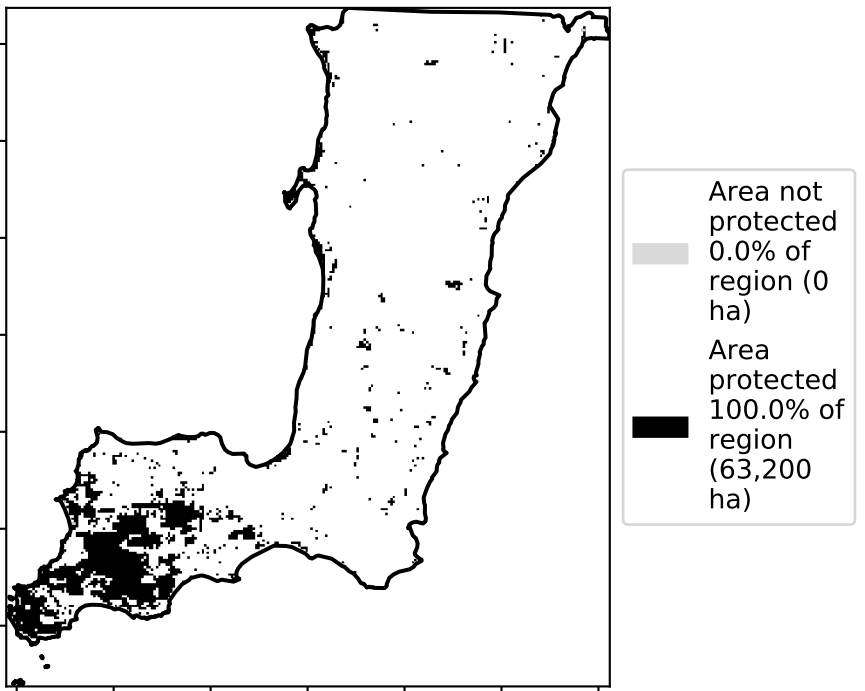 Area not
protected
0.0% of
region (0
ha)
Area
protected
100.0% of
region
(63,200
ha)